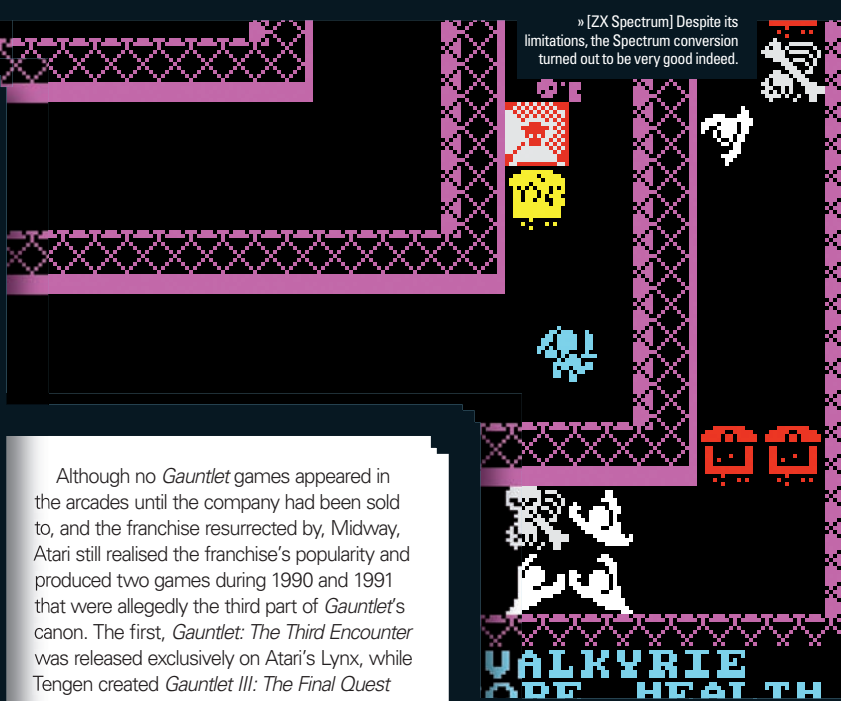 » [ZX Spectrum] Despite its
limitations, the Spectrum conversion
turned out to be very good indeed.
Although no Gauntlet games appeared in
the arcades until the company had been sold
to, and the franchise resurrected by, Midway,
Atari still realised the franchise’s popularity and
produced two games during 1990 and 1991
that were allegedly the third part of Gauntlet’s
canon. The first, Gauntlet: The Third Encounter
was released exclusively on Atari’s Lynx, while
Tengen created Gauntlet III: The Final Quest
VALKYRIE
HEALTH